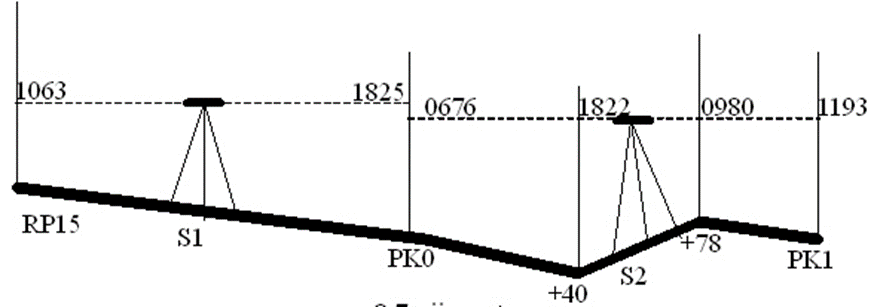 1063 1825 0676 1822 0980 1193
RP15 S1 PK0 +40 S2 +78 PK1